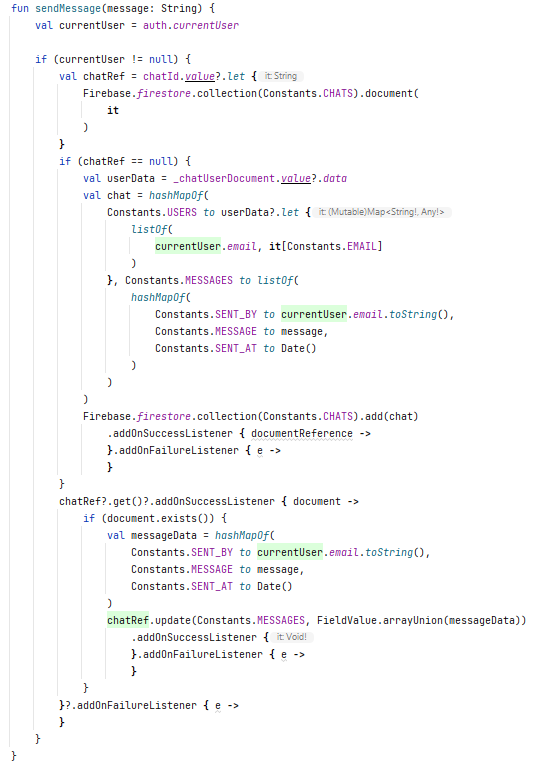 fun sendMessage(message: String) {
    val currentUser = auth.currentUser

    if (currentUser != null) {
        val chatRef = chatId.value?.let { it: String
            Firebase.firestore.collection(Constants.CHATS).document(
                it
            )
        }
        if (chatRef == null) {
            val userData = _chatUserDocument.value?.data
            val chat = hashMapOf(
                Constants.USERS to userData?.let { it: (Mutable)Map<String!, Any!>
                    listOf(
                        currentUser.email, it[Constants.EMAIL]
                    )
                }, Constants.MESSAGES to listOf(
                    hashMapOf(
                        Constants.SENT_BY to currentUser.email.toString(),
                        Constants.MESSAGE to message,
                        Constants.SENT_AT to Date()
                    )
                )
            )
            Firebase.firestore.collection(Constants.CHATS).add(chat)
                .addOnSuccessListener { documentReference ->
                }.addOnFailureListener { e ->
                }
        }
        chatRef?.get()?.addOnSuccessListener { document ->
            if (document.exists()) {
                val messageData = hashMapOf(
                    Constants.SENT_BY to currentUser.email.toString(),
                    Constants.MESSAGE to message,
                    Constants.SENT_AT to Date()
                )
                chatRef.update(Constants.MESSAGES, FieldValue.arrayUnion(messageData))
                    .addOnSuccessListener { it: Void!
                    }.addOnFailureListener { e ->
                    }
            }
        }?.addOnFailureListener { e ->
        }
    }
}